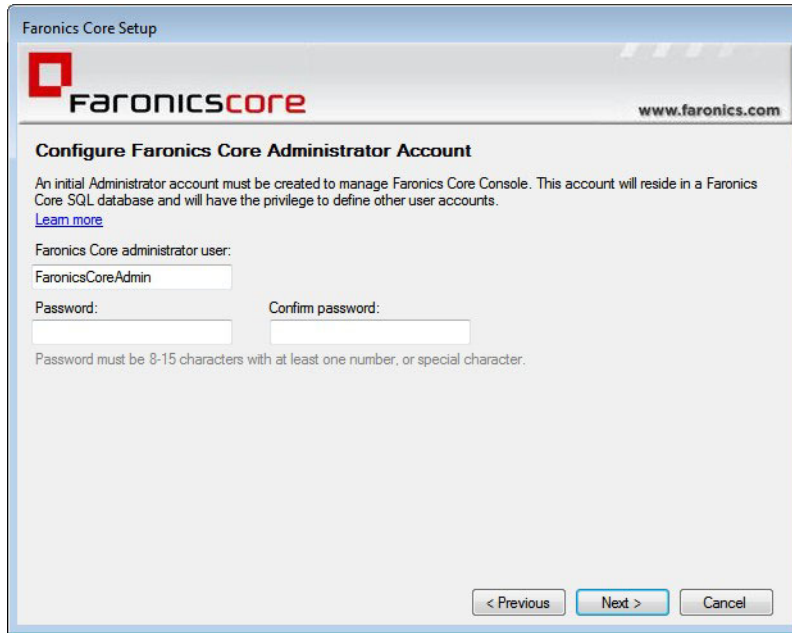 Faronics Core Setup
FARONICSCORE
www.faronics.com
Configure Faronics Core Administrator Account
An initial Administrator account must be created to manage Faronics Core Console. This account will reside in a Faronics
Core SQL database and will have the privilege to define other user accounts.
Learn more
Faronics Core administrator user:
FaronicsCoreAdmin
Password: Confirm password:
Password must be 8-15 characters with at least one number, or special character.
< Previous Next > Cancel